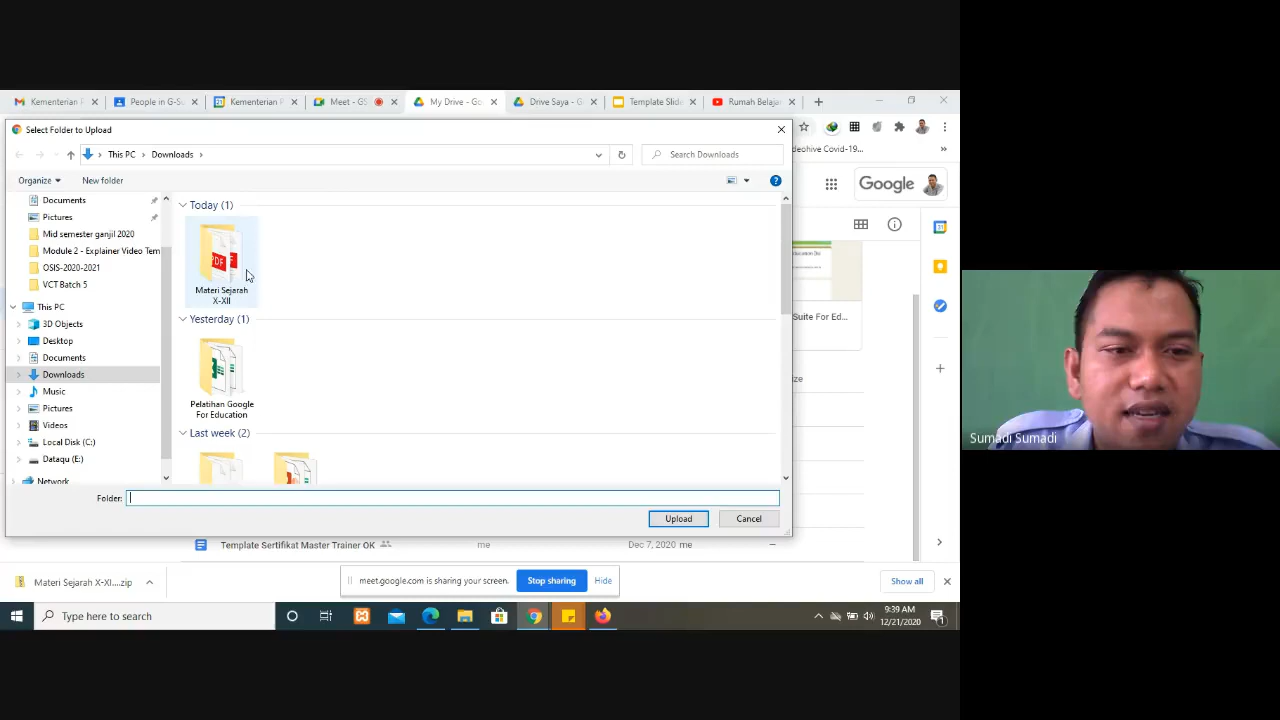 Kementerian P
People in G-Su
Kementerian P
Meet - GS
My Drive - Go
Drive Saya - G
Template Slide
Rumah Belaja
Select Folder to Upload
This PC
Downloads
Search Downloads
deohive Covid-19...
Organize
New folder
Google
Documents
Pictures
Mid semester ganjil 2020
Module 2 - Explainer Video Tem
OSIS-2020-2021
VCT Batch 5
This PC
3D Objects
Desktop
Documents
Downloads
Music
Pictures
Videos
Local Disk (C:)
Dataqu (E:)
Network
Today (1)
PDF
Materi Sejarah
X-XII
Yesterday (1)
Pelatihan Google
For Education
Last week (2)
Suite For Ed...
ze
Folder:
Upload
Cancel
Template Sertifikat Master Trainer OK
me
Dec 7, 2020 me
Materi Sejarah X-XI....zip
meet.google.com is sharing your screen.
Stop sharing
Hide
Show all
Type here to search
9:39 AM
12/21/2020
Sumadi Sumadi